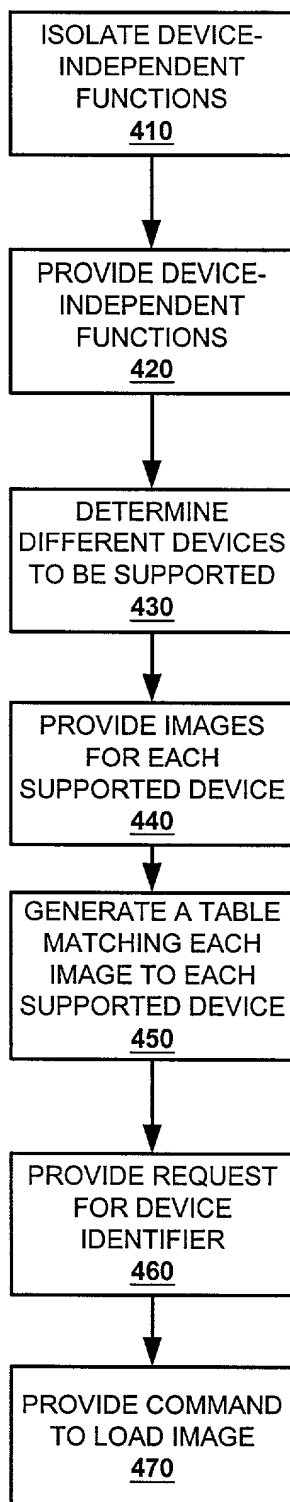 ISOLATE DEVICE-
INDEPENDENT
FUNCTIONS
410
PROVIDE DEVICE-
INDEPENDENT
FUNCTIONS
420
DETERMINE
DIFFERENT DEVICES
TO BE SUPPORTED
430
PROVIDE IMAGES
FOR EACH
SUPPORTED DEVICE
440
GENERATE A TABLE
MATCHING EACH
IMAGE TO EACH
SUPPORTED DEVICE
450
PROVIDE REQUEST
FOR DEVICE
IDENTIFIER
460
PROVIDE COMMAND
TO LOAD IMAGE
470